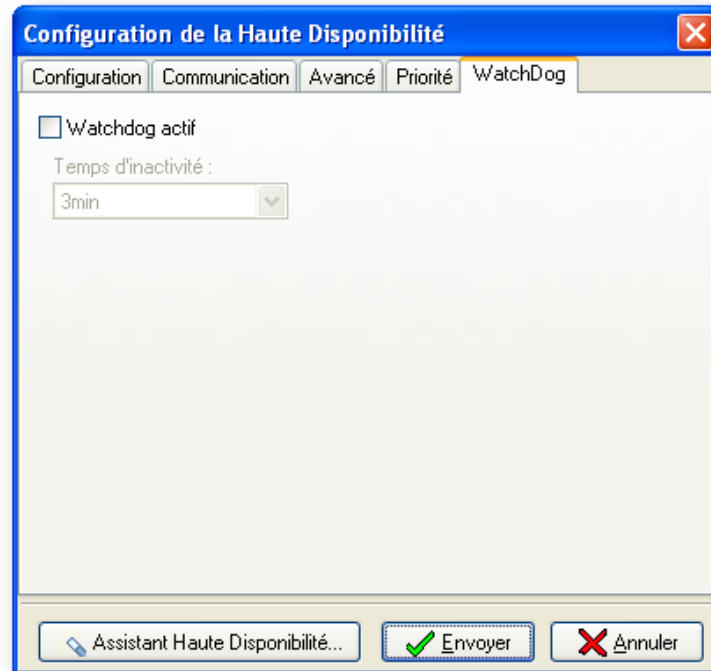 Configuration de la Haute Disponibilité
Configuration Communication Avancé Priorité WatchDog
Watchdog actif
Temps d'inactivité :
3min
Assistant Haute Disponibilité... Envoyer Annuler